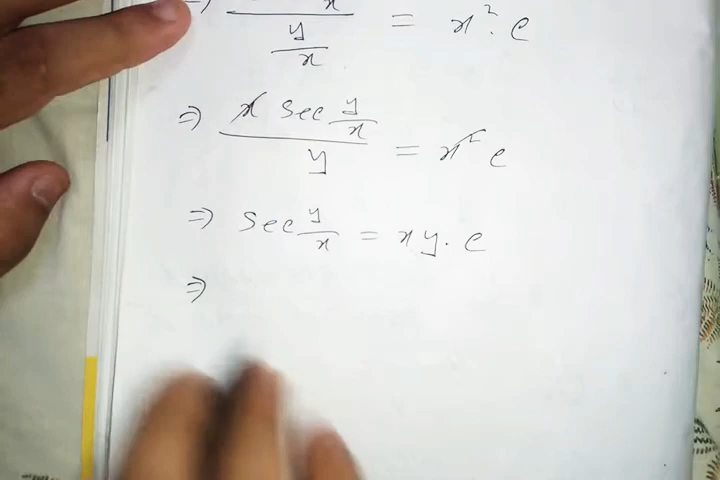 ⇒ x / (y/x) = x². c
⇒ (x sec y/x) / y = x² c
⇒ sec y/x = xy. c
⇒